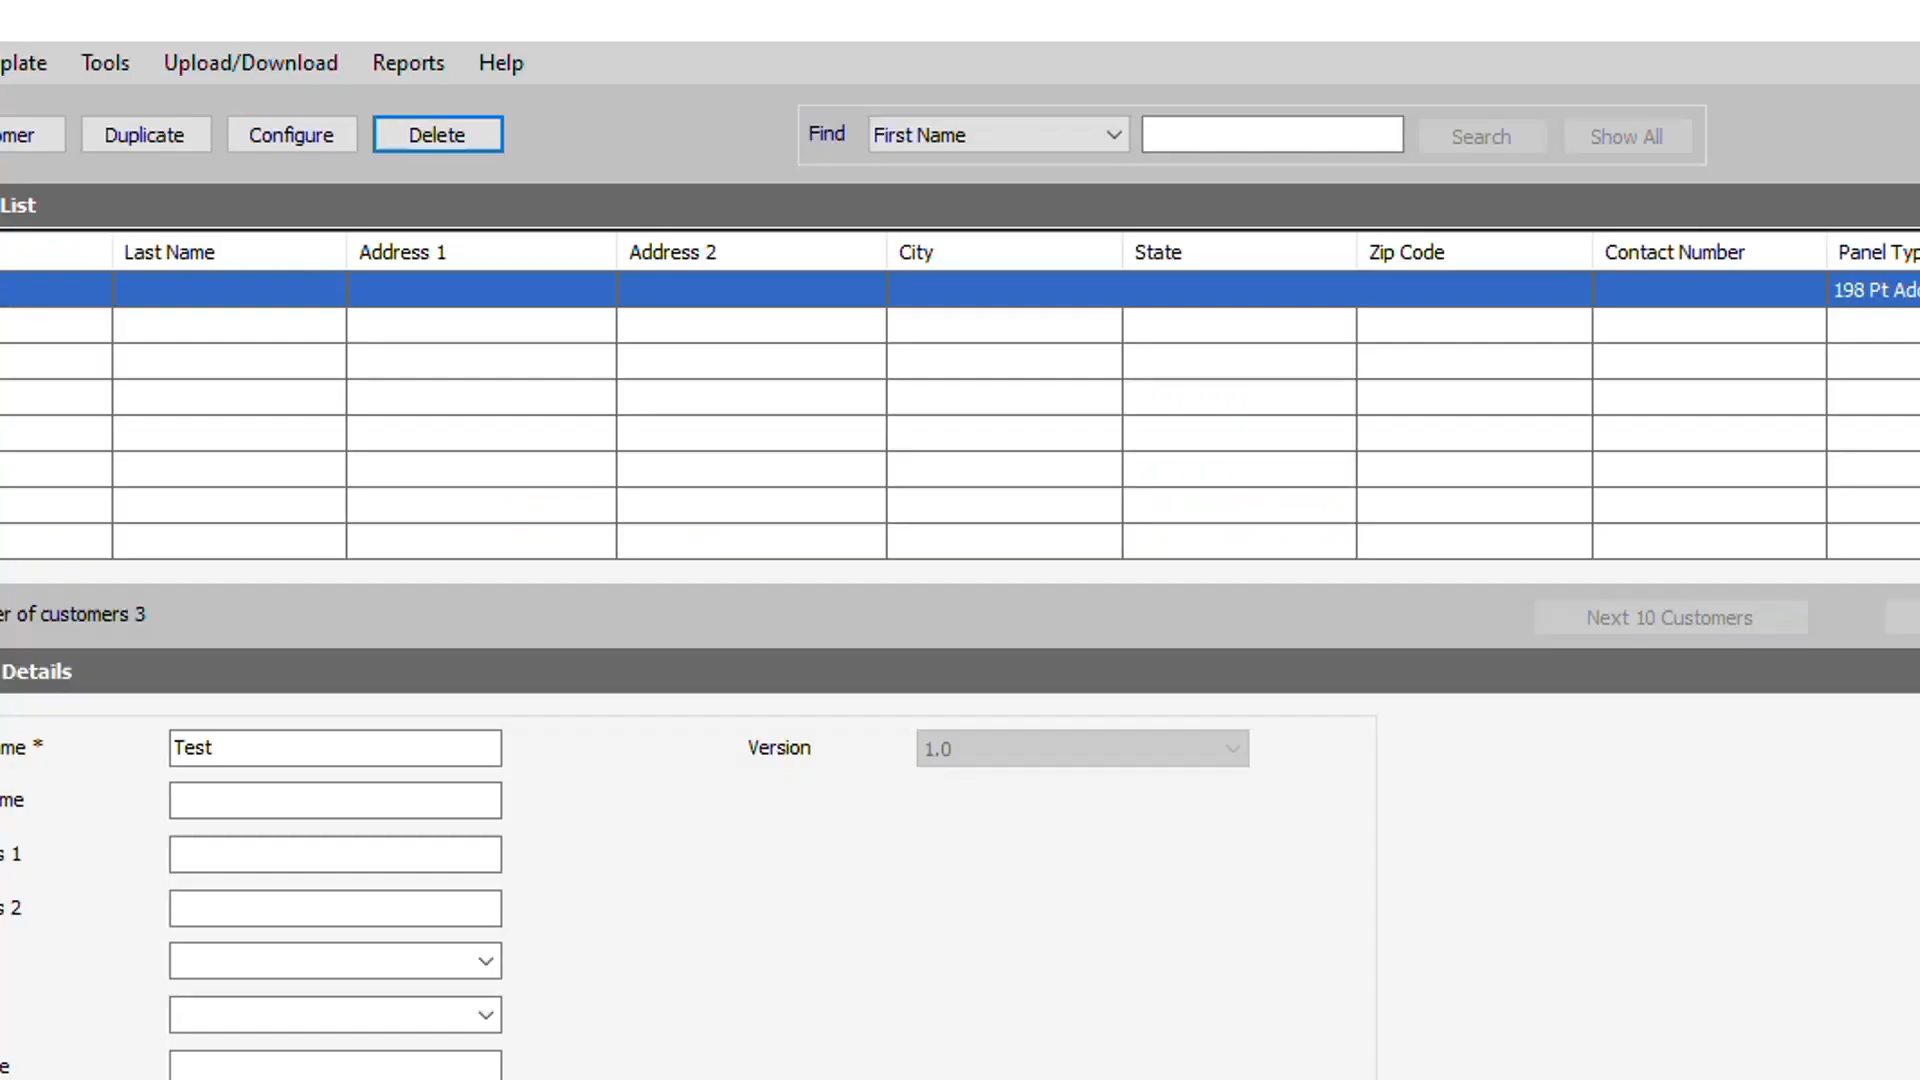 plate Tools Upload/Download Reports Help
omer Duplicate Configure Delete Find First Name Search Show All
List
Last Name Address 1 Address 2 City State Zip Code Contact Number Panel Typ
198 Pt Add
er of customers 3 Next 10 Customers
Details
me * Test Version 1.0
me
s 1
s 2
e